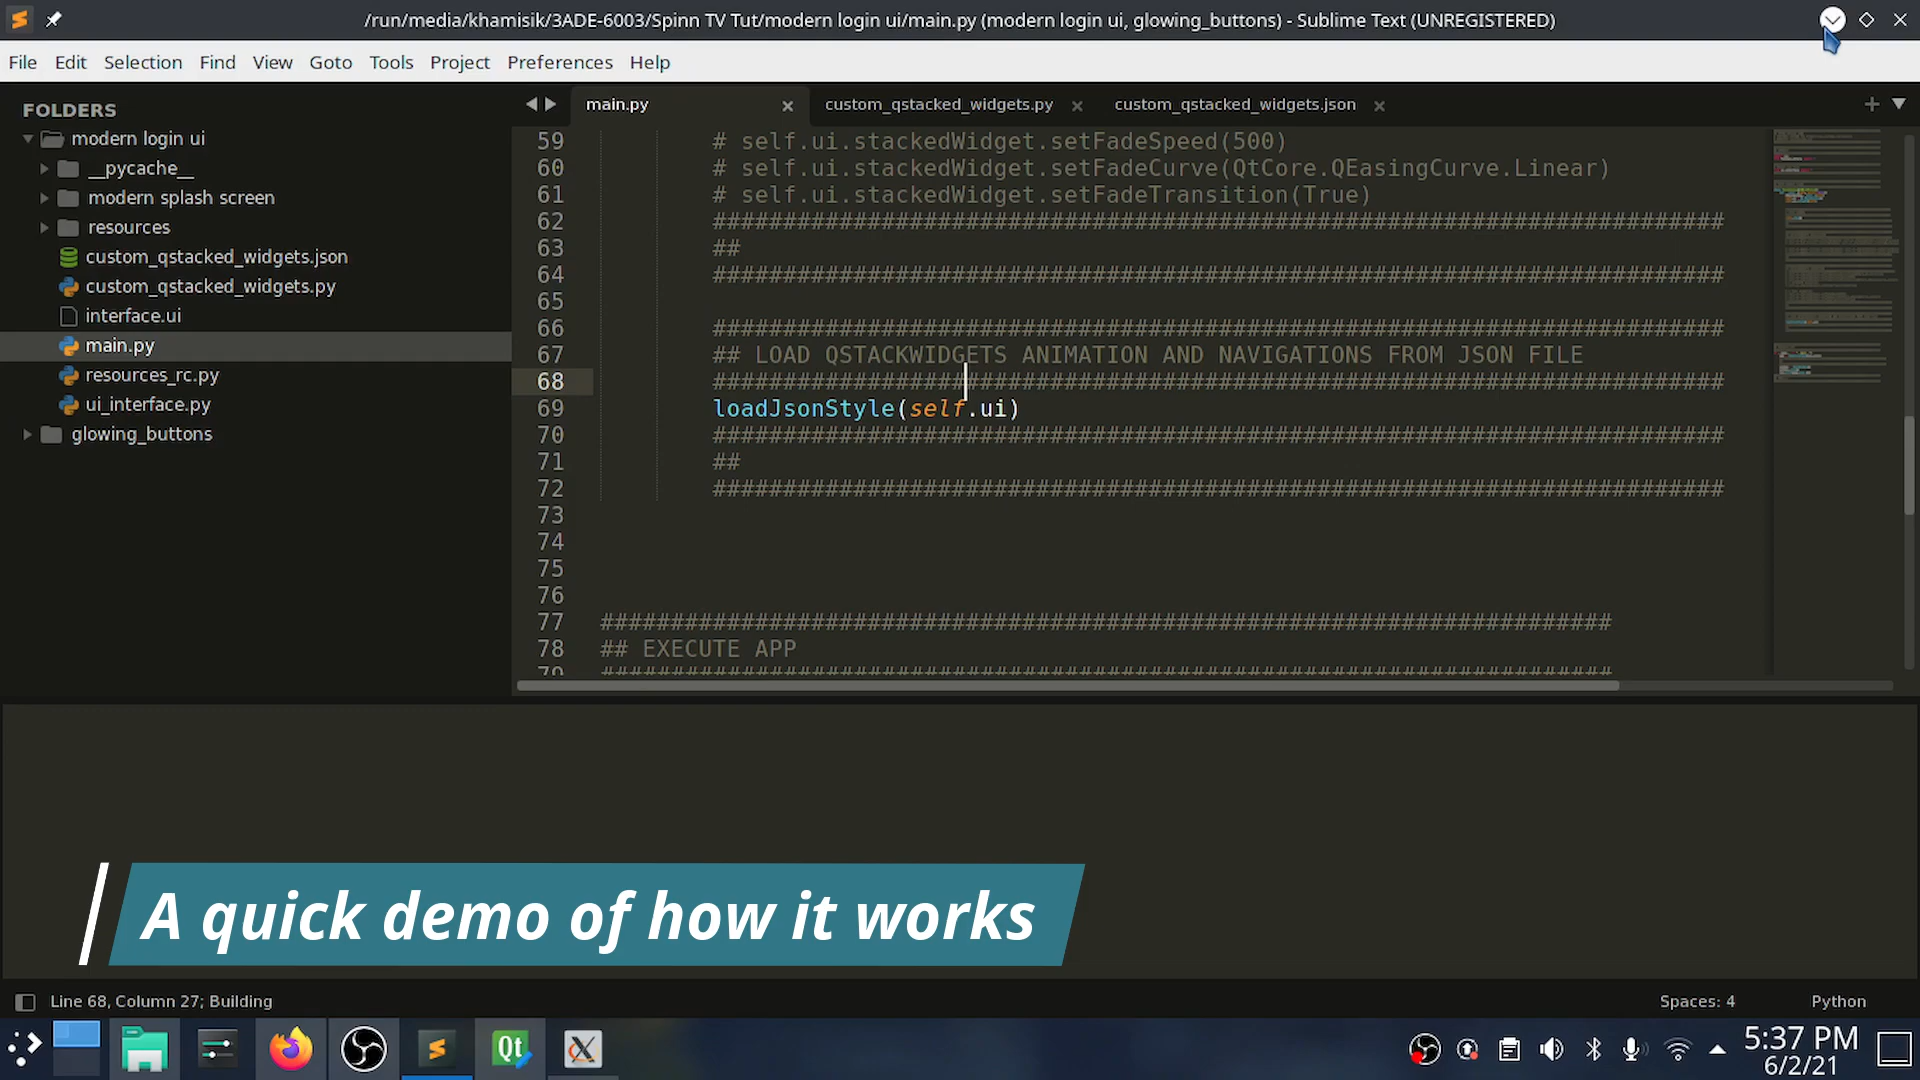 /run/media/khamisik/3ADE-6003/Spinn TV Tut/modern login ui/main.py (modern login ui, glowing_buttons) - Sublime Text (UNREGISTERED)
File Edit Selection Find View Goto Tools Project Preferences Help
FOLDERS
modern login ui
__pycache__
modern splash screen
resources
custom_qstacked_widgets.json
custom_qstacked_widgets.py
interface.ui
main.py
resources_rc.py
ui_interface.py
glowing_buttons
main.py custom_qstacked_widgets.py custom_qstacked_widgets.json
59 # self.ui.stackedWidget.setFadeSpeed(500)
60 # self.ui.stackedWidget.setFadeCurve(QtCore.QEasingCurve.Linear)
61 # self.ui.stackedWidget.setFadeTransition(True)
62 ########################################################################
63 ##
64 ########################################################################
65
66 ########################################################################
67 ## LOAD QSTACKWIDGETS ANIMATION AND NAVIGATIONS FROM JSON FILE
68 ########################################################################
69 loadJsonStyle(self.ui)
70 ########################################################################
71 ##
72 ########################################################################
73
74
75
76
77 ########################################################################
78 ## EXECUTE APP
79 ########################################################################
A quick demo of how it works
Line 68, Column 27; Building
Spaces: 4
Python
Qt
5:37 PM
6/2/21